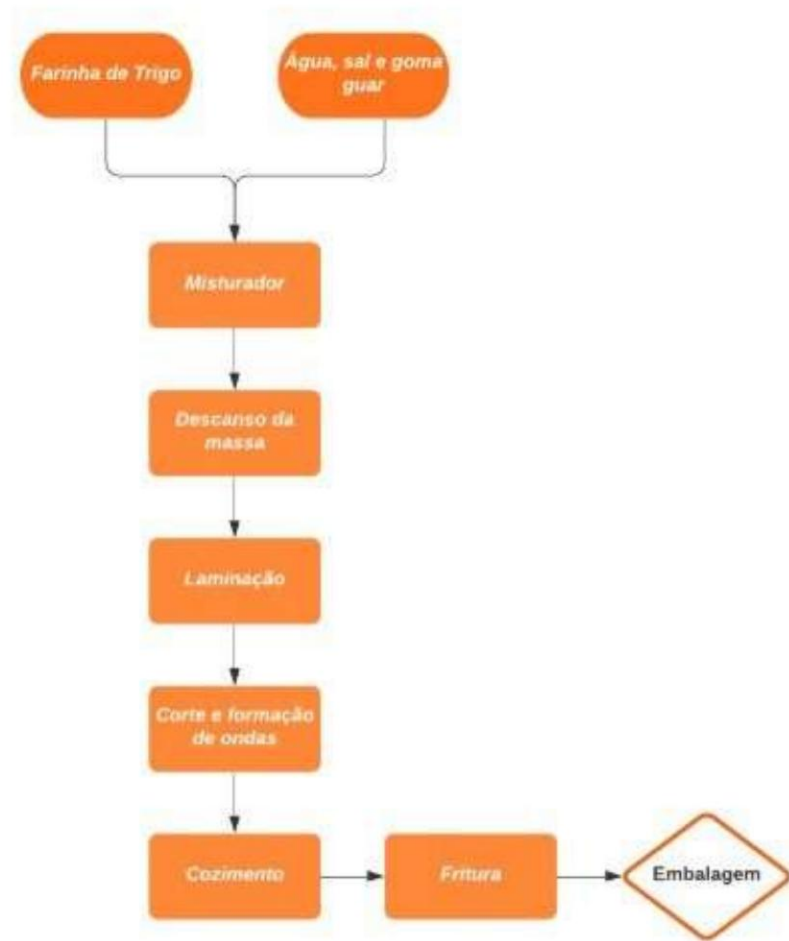 Farinha de Trigo
Água, sal e goma
guar
Misturador
Descanso da
massa
Laminação
Corte e formação
de ondas
Cozimento
Fritura
Embalagem